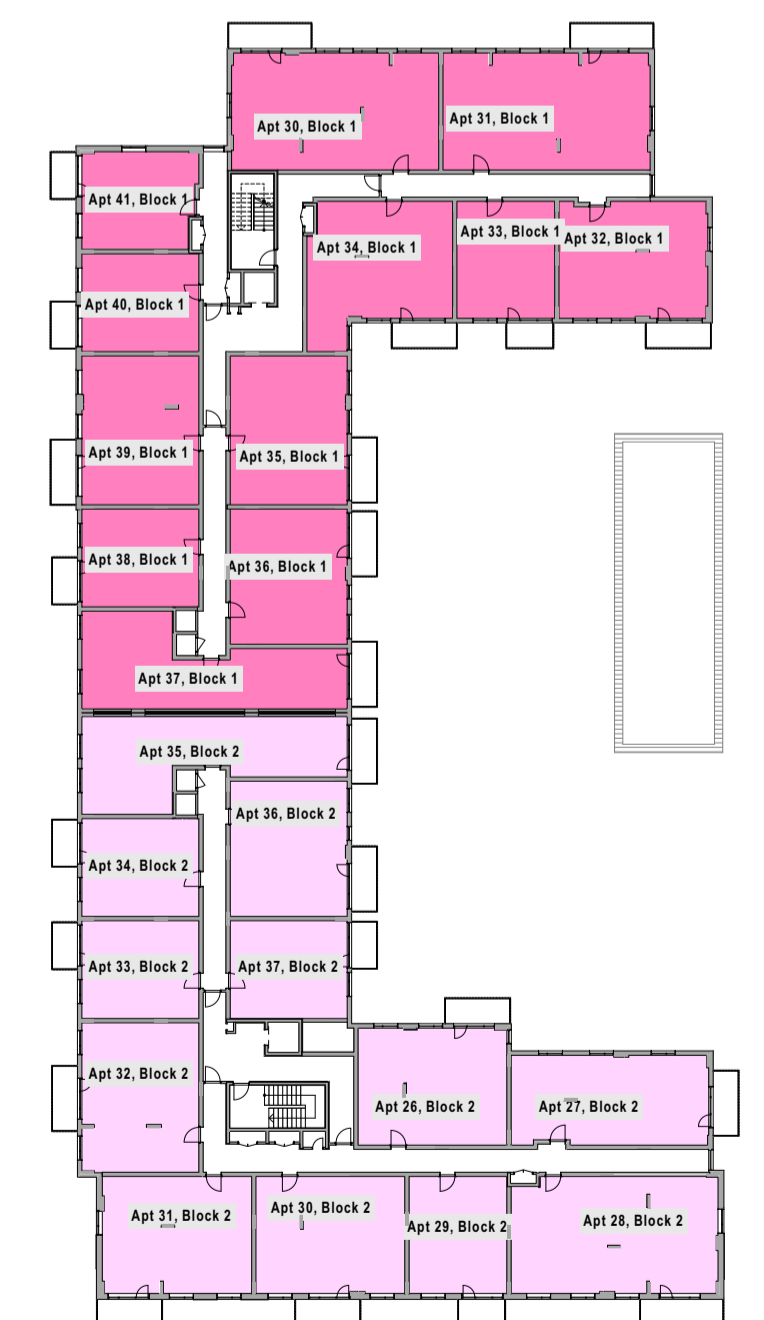 Apt 30, Block 1
Apt 31, Block 1
Apt 41, Block 1
Apt 34, Block 1
Apt 33, Block 1
Apt 32, Block 1
Apt 40, Block 1
Apt 39, Block 1
Apt 35, Block 1
Apt 38, Block 1
Apt 36, Block 1
Apt 37, Block 1
Apt 35, Block 2
Apt 36, Block 2
Apt 34, Block 2
Apt 33, Block 2
Apt 37, Block 2
Apt 32, Block 2
Apt 26, Block 2
Apt 27, Block 2
Apt 31, Block 2
Apt 30, Block 2
Apt 29, Block 2
Apt 28, Block 2